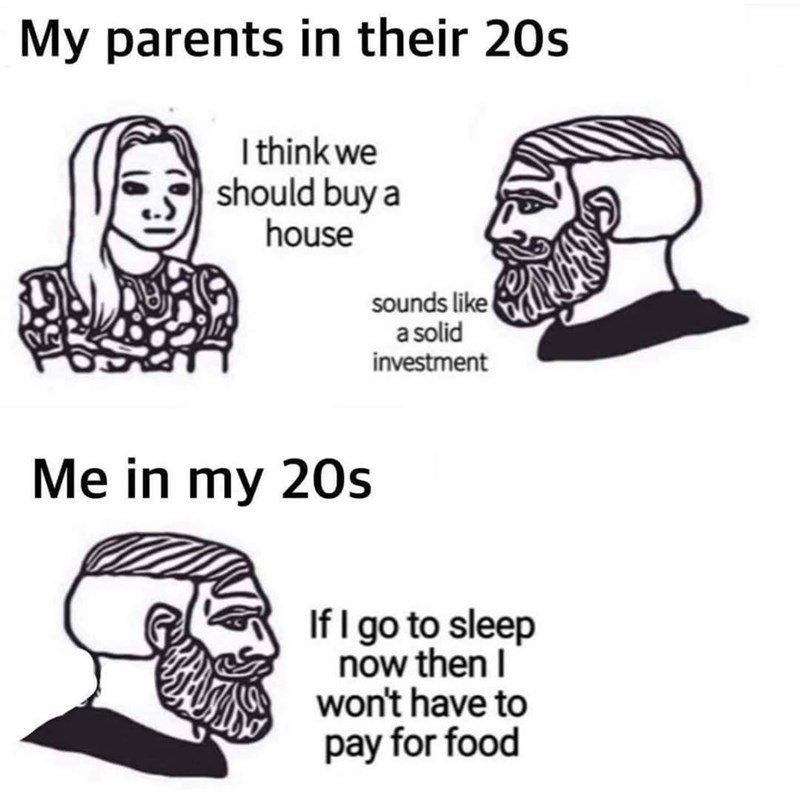 My parents in their 20s
I think we
should buy a
house
sounds like
a solid
investment
Me in my 20s
If I go to sleep
now then I
won't have to
pay for food